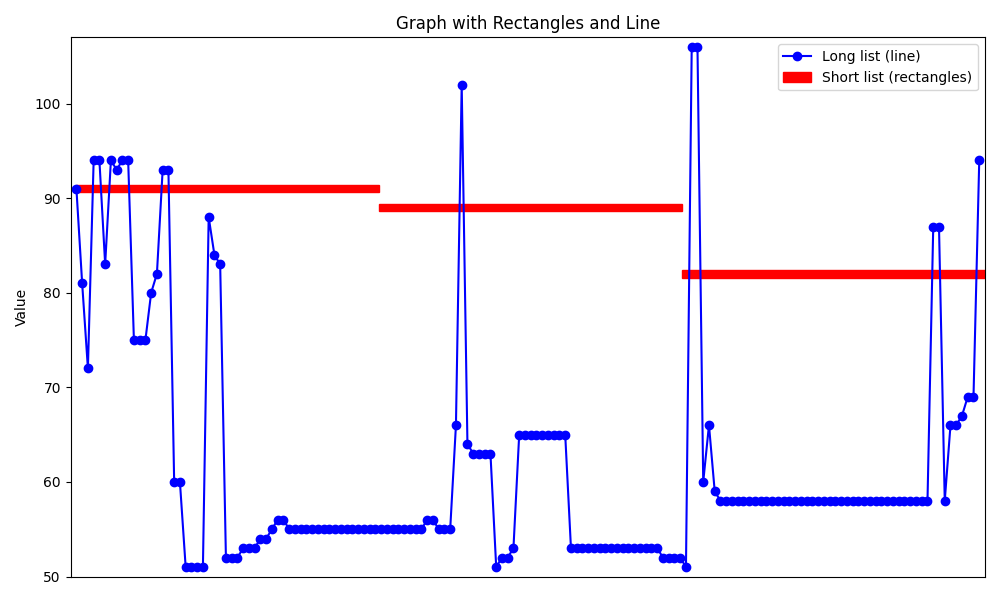 Graph with Rectangles and Line
Long list (line)
Short list (rectangles)
Value
100
90
80
70
60
50